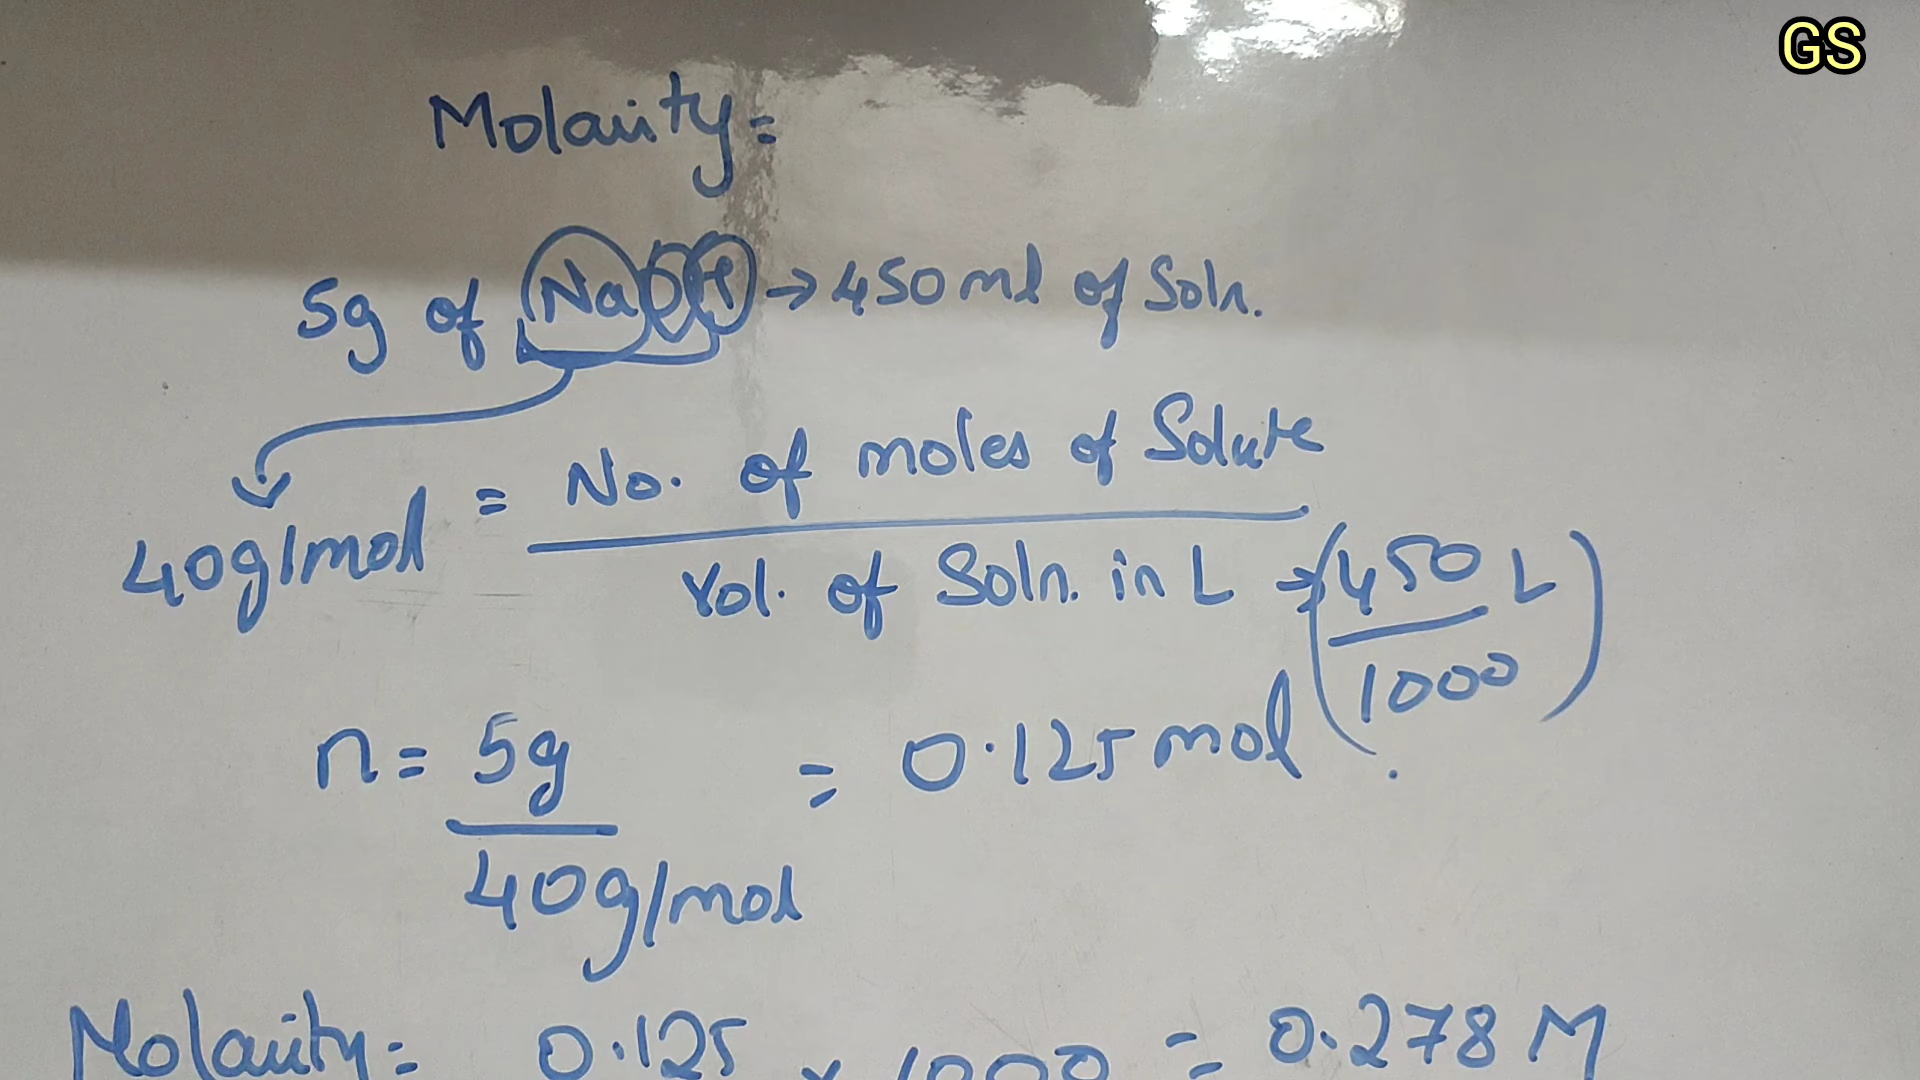 GS
Molarity =
5g of NaOH → 450 ml of Soln.
40g/mol = No. of moles of Solute
Vol. of Soln. in L ⇒ (450 L
1000)
n = 5g = 0.125 mol
40g/mol
Molarity = 0.125 x 1000 = 0.278 M